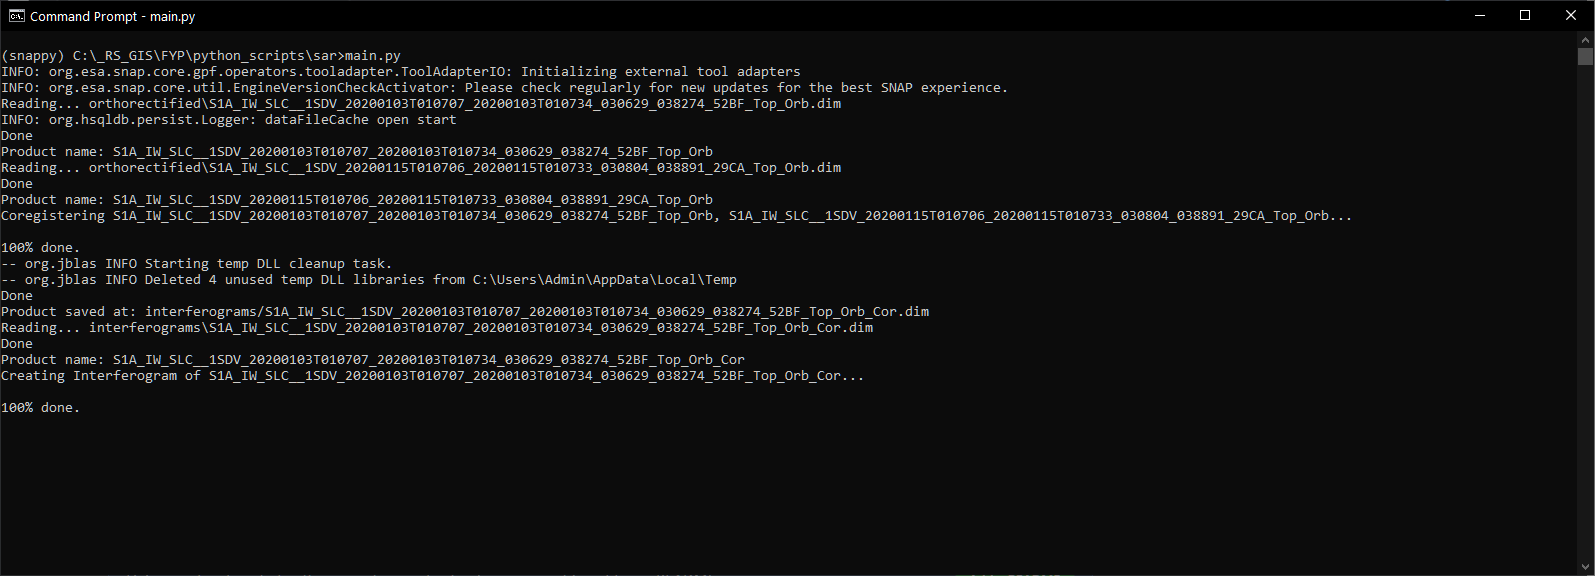 Command Prompt - main.py
(snappy) C:\_RS_GIS\FYP\python_scripts\sar>main.py
INFO: org.esa.snap.core.gpf.operators.tooladapter.ToolAdapterIO: Initializing external tool adapters
INFO: org.esa.snap.core.util.EngineVersionCheckActivator: Please check regularly for new updates for the best SNAP experience.
Reading... orthorectified\S1A_IW_SLC__1SDV_20200103T010707_20200103T010734_030629_038274_52BF_Top_Orb.dim
INFO: org.hsqldb.persist.Logger: dataFileCache open start
Done
Product name: S1A_IW_SLC__1SDV_20200103T010707_20200103T010734_030629_038274_52BF_Top_Orb
Reading... orthorectified\S1A_IW_SLC__1SDV_20200115T010706_20200115T010733_030804_038891_29CA_Top_Orb.dim
Done
Product name: S1A_IW_SLC__1SDV_20200115T010706_20200115T010733_030804_038891_29CA_Top_Orb
Coregistering S1A_IW_SLC__1SDV_20200103T010707_20200103T010734_030629_038274_52BF_Top_Orb, S1A_IW_SLC__1SDV_20200115T010706_20200115T010733_030804_038891_29CA_Top_Orb...
100% done.
-- org.jblas INFO Starting temp DLL cleanup task.
-- org.jblas INFO Deleted 4 unused temp DLL libraries from C:\Users\Admin\AppData\Local\Temp
Done
Product saved at: interferograms/S1A_IW_SLC__1SDV_20200103T010707_20200103T010734_030629_038274_52BF_Top_Orb_Cor.dim
Reading... interferograms\S1A_IW_SLC__1SDV_20200103T010707_20200103T010734_030629_038274_52BF_Top_Orb_Cor.dim
Done
Product name: S1A_IW_SLC__1SDV_20200103T010707_20200103T010734_030629_038274_52BF_Top_Orb_Cor
Creating Interferogram of S1A_IW_SLC__1SDV_20200103T010707_20200103T010734_030629_038274_52BF_Top_Orb_Cor...
100% done.